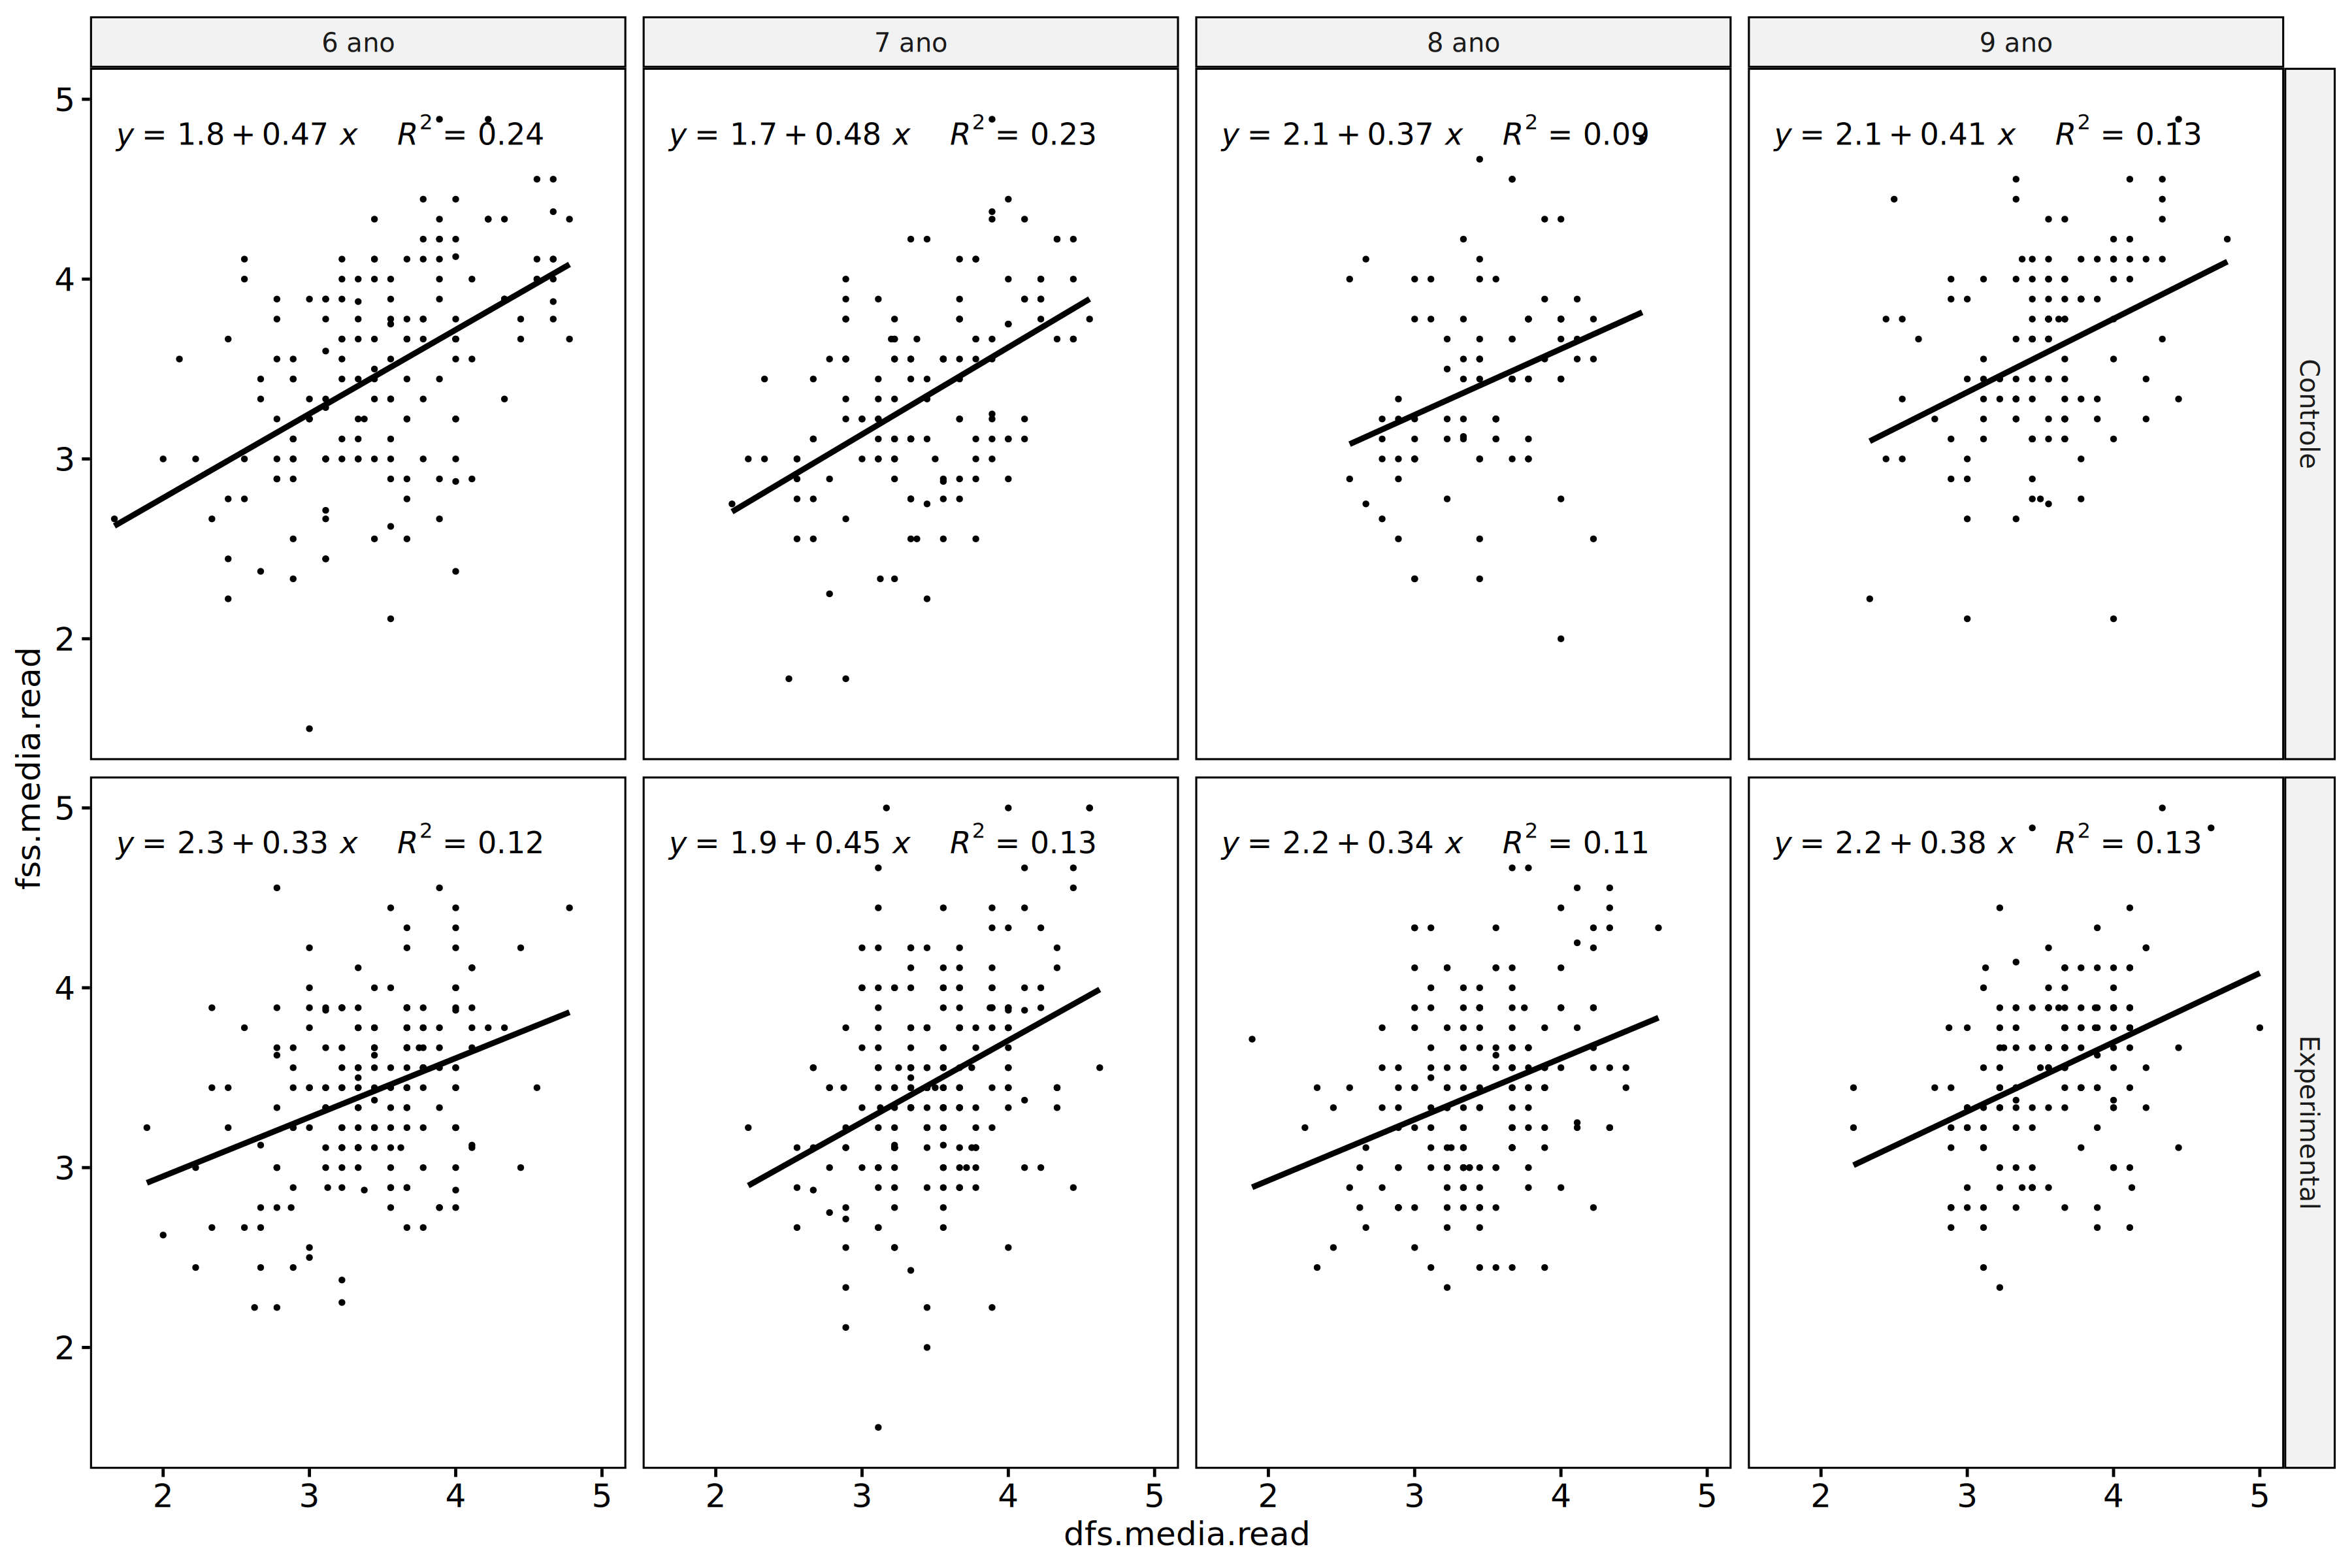 6 ano 7 ano 8 ano 9 ano
y = 1.8 + 0.47 x R² = 0.24
y = 1.7 + 0.48 x R² = 0.23
y = 2.1 + 0.37 x R² = 0.09
y = 2.1 + 0.41 x R² = 0.13
5
4
3
2
Controle
fss.media.read
y = 2.3 + 0.33 x R² = 0.12
y = 1.9 + 0.45 x R² = 0.13
y = 2.2 + 0.34 x R² = 0.11
y = 2.2 + 0.38 x R² = 0.13
5
4
3
2
Experimental
2 3 4 5 2 3 4 5 2 3 4 5 2 3 4 5
dfs.media.read